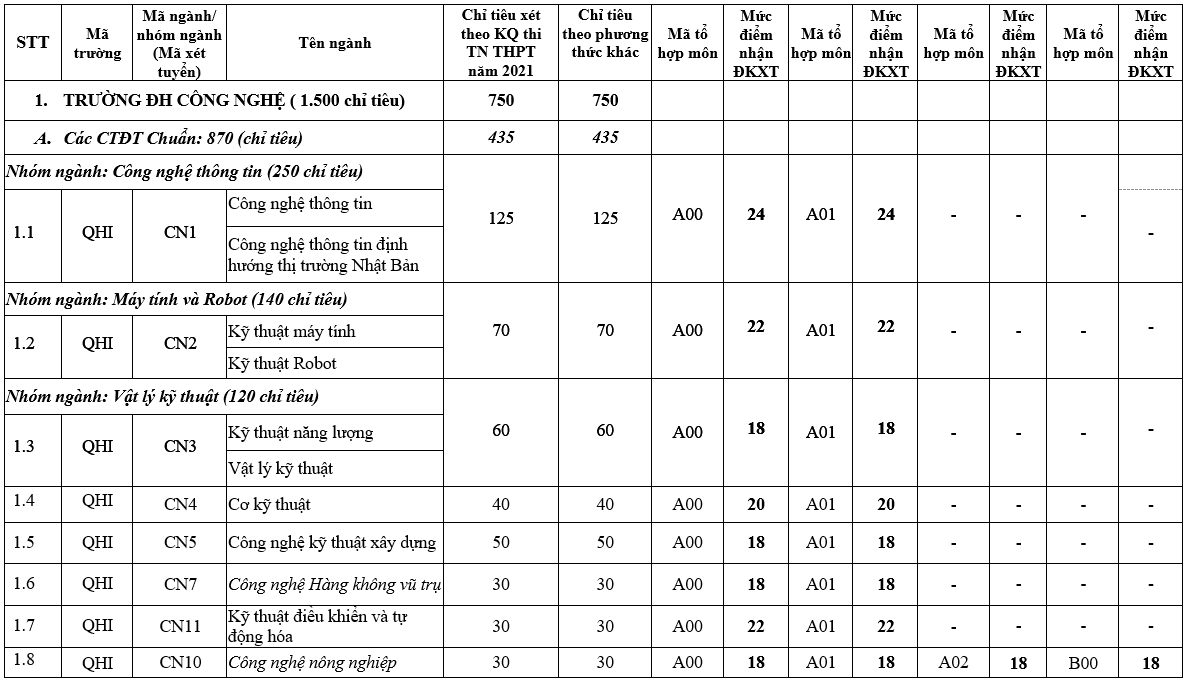 STT
Mã
trường
Mã ngành/
nhóm ngành
(Mã xét
tuyển)
Tên ngành
Chỉ tiêu xét
theo KQ thi
TN THPT
năm 2021
Chỉ tiêu
theo phương
thức khác
Mã tổ
hợp môn
Mức
điểm
nhận
ĐKXT
Mã tổ
hợp môn
Mức
điểm
nhận
ĐKXT
Mã tổ
hợp môn
Mức
điểm
nhận
ĐKXT
Mã tổ
hợp môn
Mức
điểm
nhận
ĐKXT
1. TRƯỜNG ĐH CÔNG NGHỆ ( 1.500 chỉ tiêu) 750 750
A. Các CTĐT Chuẩn: 870 (chỉ tiêu) 435 435
Nhóm ngành: Công nghệ thông tin (250 chỉ tiêu)
1.1 QHI CN1
Công nghệ thông tin
Công nghệ thông tin định
hướng thị trường Nhật Bản
125 125 A00 24 A01 24 - - - -
Nhóm ngành: Máy tính và Robot (140 chỉ tiêu)
1.2 QHI CN2
Kỹ thuật máy tính
Kỹ thuật Robot
70 70 A00 22 A01 22 - - - -
Nhóm ngành: Vật lý kỹ thuật (120 chỉ tiêu)
1.3 QHI CN3
Kỹ thuật năng lượng
Vật lý kỹ thuật
60 60 A00 18 A01 18 - - - -
1.4 QHI CN4 Cơ kỹ thuật 40 40 A00 20 A01 20 - - - -
1.5 QHI CN5 Công nghệ kỹ thuật xây dựng 50 50 A00 18 A01 18 - - - -
1.6 QHI CN7 Công nghệ Hàng không vũ trụ 30 30 A00 18 A01 18 - - - -
1.7 QHI CN11
Kỹ thuật điều khiển và tự
động hóa
30 30 A00 22 A01 22 - - - -
1.8 QHI CN10 Công nghệ nông nghiệp 30 30 A00 18 A01 18 A02 18 B00 18